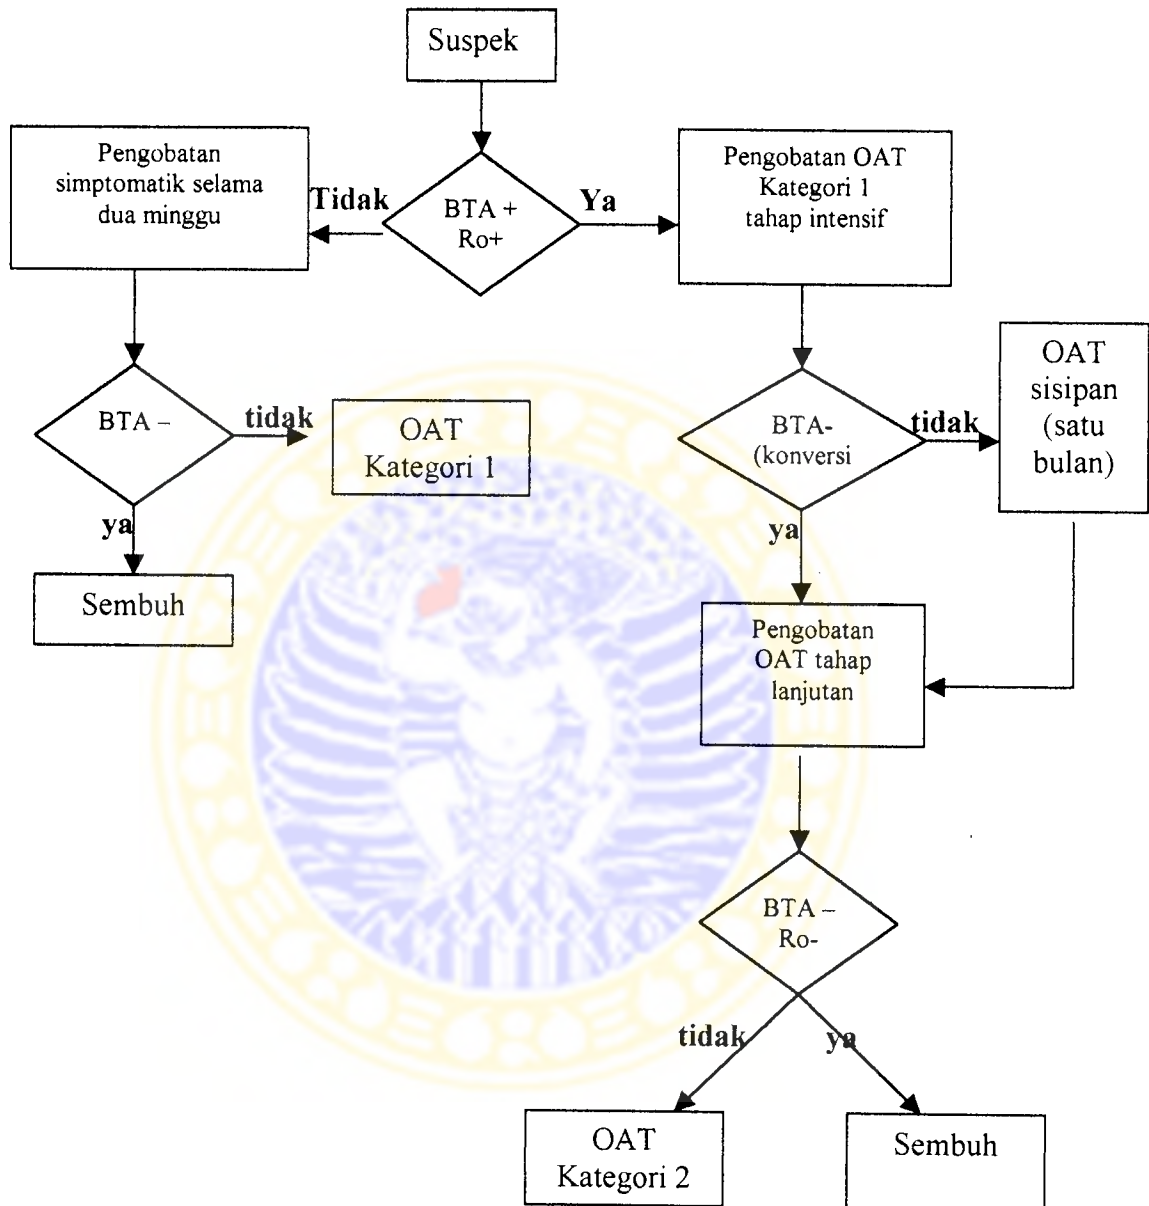 Suspek
Pengobatan
simptomatik selama
dua minggu
Tidak
BTA +
Ro+
Ya
Pengobatan OAT
Kategori 1
tahap intensif
BTA –
tidak
OAT
Kategori 1
ya
Sembuh
BTA-
(konversi
tidak
OAT
sisipan
(satu
bulan)
ya
Pengobatan
OAT tahap
lanjutan
BTA –
Ro-
tidak
ya
OAT
Kategori 2
Sembuh